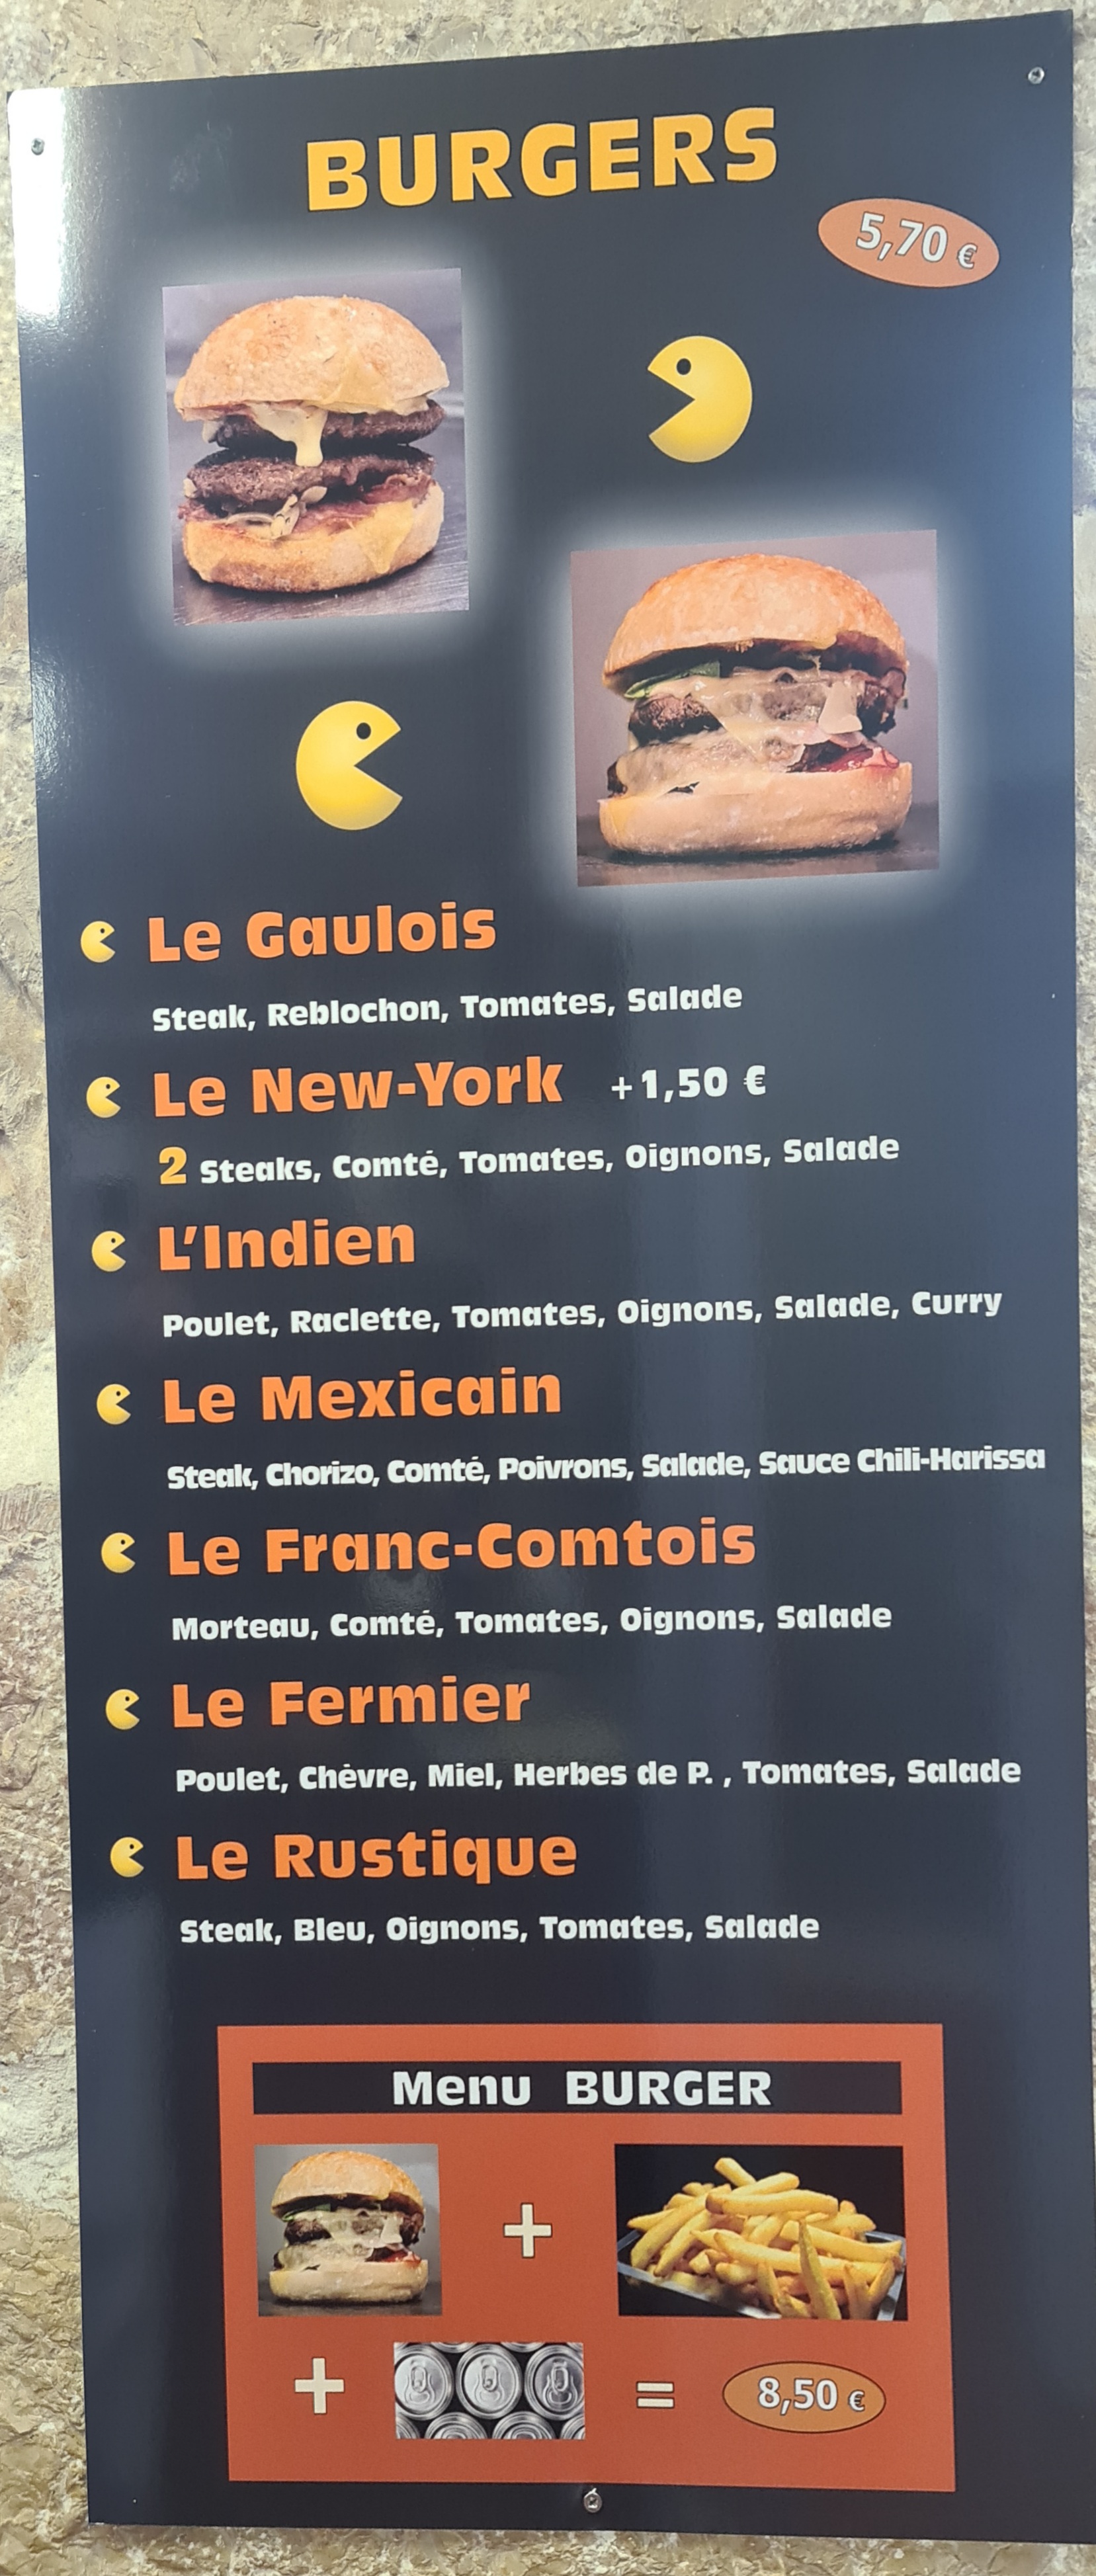 BURGERS
5,70 €
Le Gaulois
Steak, Reblochon, Tomates, Salade
Le New-York +1,50 €
2 Steaks, Comté, Tomates, Oignons, Salade
L'Indien
Poulet, Raclette, Tomates, Oignons, Salade, Curry
Le Mexicain
Steak, Chorizo, Comté, Poivrons, Salade, Sauce Chili-Harissa
Le Franc-Comtois
Morteau, Comté, Tomates, Oignons, Salade
Le Fermier
Poulet, Chèvre, Miel, Herbes de P. , Tomates, Salade
Le Rustique
Steak, Bleu, Oignons, Tomates, Salade
Menu BURGER
+
+ = 8,50 €